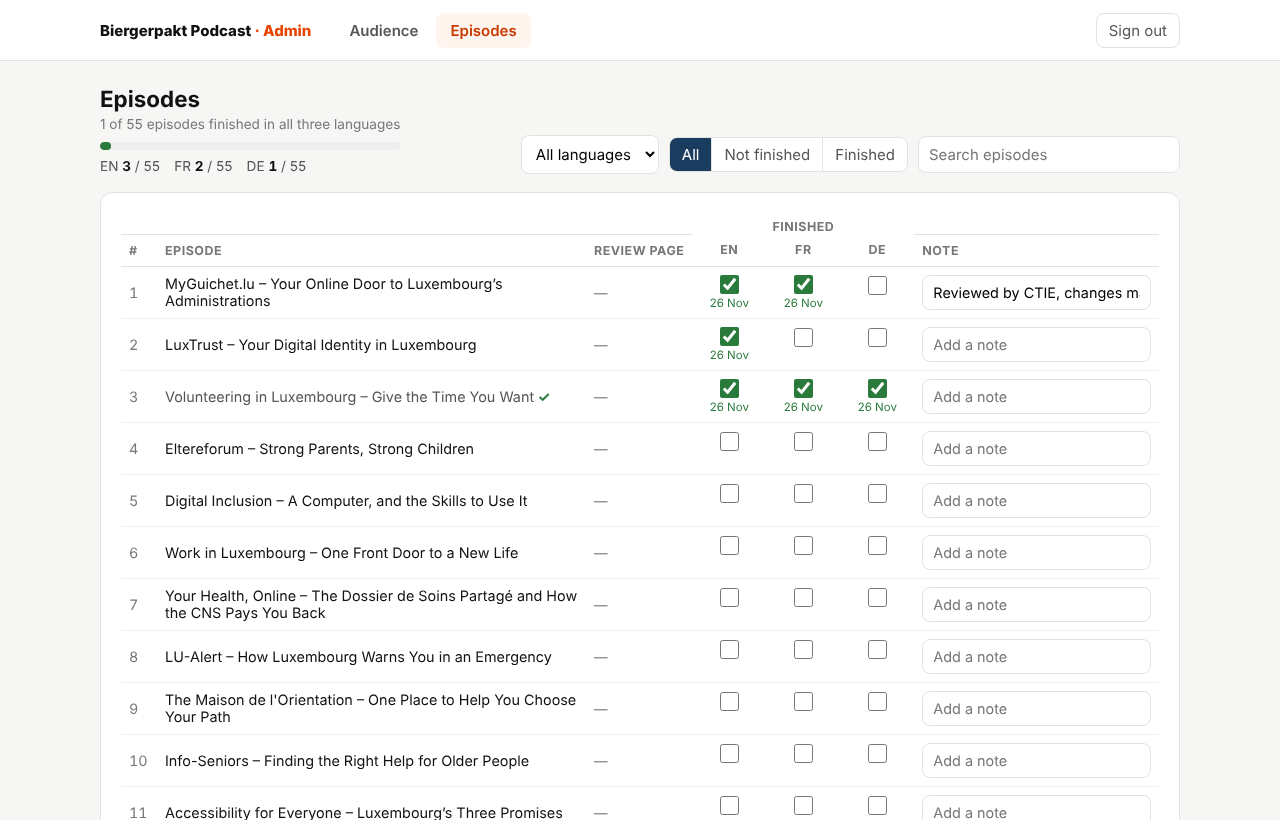 Biergerpakt Podcast · Admin
Audience
Episodes
Sign out
Episodes
1 of 55 episodes finished in all three languages
EN 3 / 55 FR 2 / 55 DE 1 / 55
All languages
All
Not finished
Finished
Search episodes
FINISHED
# EPISODE REVIEW PAGE EN FR DE NOTE
1 MyGuichet.lu – Your Online Door to Luxembourg’s
Administrations
—
26 Nov 26 Nov
Reviewed by CTIE, changes m
2 LuxTrust – Your Digital Identity in Luxembourg —
26 Nov
Add a note
3 Volunteering in Luxembourg – Give the Time You Want ✓ —
26 Nov 26 Nov 26 Nov
Add a note
4 Eltereforum – Strong Parents, Strong Children — Add a note
5 Digital Inclusion – A Computer, and the Skills to Use It — Add a note
6 Work in Luxembourg – One Front Door to a New Life — Add a note
7 Your Health, Online – The Dossier de Soins Partagé and How
the CNS Pays You Back
— Add a note
8 LU-Alert – How Luxembourg Warns You in an Emergency — Add a note
9 The Maison de l'Orientation – One Place to Help You Choose
Your Path
— Add a note
10 Info-Seniors – Finding the Right Help for Older People — Add a note
11 Accessibility for Everyone – Luxembourg’s Three Promises — Add a note